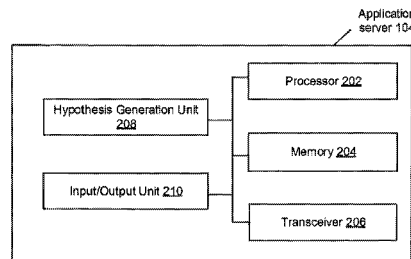 Application
server 104
Processor 202
Hypothesis Generation Unit
208
Memory 204
Input/Output Unit 210
Transceiver 206